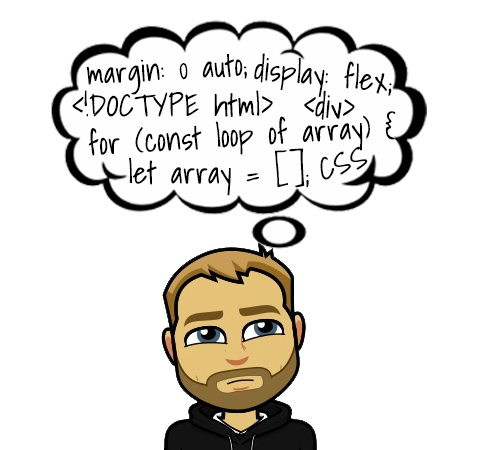 margin: 0 auto; display: flex;
<!DOCTYPE html> <div>
for (const loop of array) {
let array = []; CSS